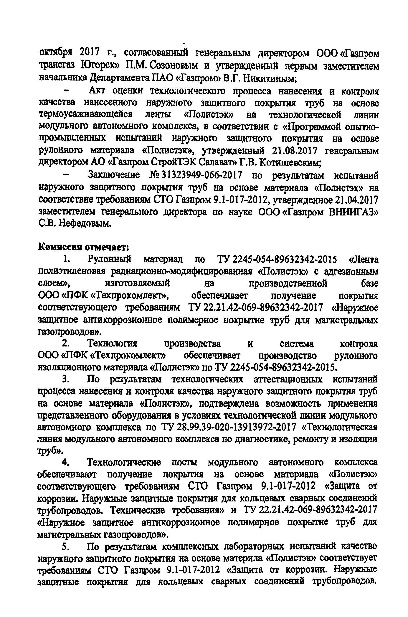 октября 2017 г., согласованный генеральным директором ООО «Газпром
трансгаз Югорск» П.М. Созоновым и утвержденный первым заместителем
начальника Департамента ПАО «Газпром» В.Г. Никитиным;
– Акт оценки технологического процесса нанесения и контроля
качества нанесенного наружного защитного покрытия труб на основе
термоусаживающейся ленты «Полистэк» на технологической линии
модульного автономного комплекса, в соответствии с «Программой опытно-
промышленных испытаний наружного защитного покрытия на основе
рулонного материала «Полистэк», утвержденный 21.08.2017 генеральным
директором АО «Газпром СтройТЭК Салават» Г.В. Котишевским;
– Заключение №31323949-066-2017 по результатам испытаний
наружного защитного покрытия труб на основе материала «Полистэк» на
соответствие требованиям СТО Газпром 9.1-017-2012, утвержденное 21.04.2017
заместителем генерального директора по науке ООО «Газпром ВНИИГАЗ»
С.В. Нефедовым.
Комиссия отмечает:
1. Рулонный материал по ТУ 2245-054-89632342-2015 «Лента
полиэтиленовая радиационно-модифицированная «Полистэк» с адгезионным
слоем», изготовляемый на производственной базе
ООО «ПФК «Техпрокомлект», обеспечивает получение покрытия
соответствующего требованиям ТУ 22.21.42-069-89632342-2017 «Наружное
защитное антикоррозионное полимерное покрытие труб для магистральных
газопроводов».
2. Технология производства и система контроля
ООО «ПФК «Техпрокомлект» обеспечивает производство рулонного
изоляционного материала «Полистэк» по ТУ 2245-054-89632342-2015.
3. По результатам технологических аттестационных испытаний
процесса нанесения и контроля качества наружного защитного покрытия труб
на основе материала «Полистэк», подтверждена возможность применения
представленного оборудования в условиях технологической линии модульного
автономного комплекса по ТУ 28.99.39-020-13913972-2017 «Технологическая
линия модульного автономного комплекса по диагностике, ремонту и изоляции
труб».
4. Технологические посты модульного автономного комплекса
обеспечивают получение покрытия на основе материала «Полистэк»
соответствующего требованиям СТО Газпром 9.1-017-2012 «Защита от
коррозии. Наружные защитные покрытия для кольцевых сварных соединений
трубопроводов. Технические требования» и ТУ 22.21.42-069-89632342-2017
«Наружное защитное антикоррозионное полимерное покрытие труб для
магистральных газопроводов».
5. По результатам комплексных лабораторных испытаний качество
наружного защитного покрытия на основе материла «Полистэк» соответствует
требованиям СТО Газпром 9.1-017-2012 «Защита от коррозии. Наружные
защитные покрытия для кольцевых сварных соединений трубопроводов.